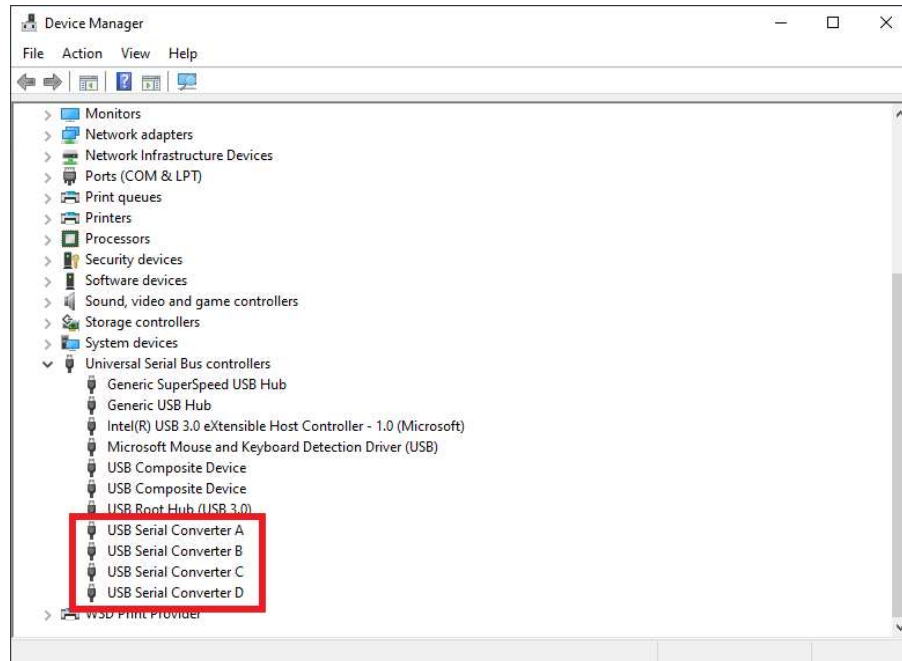 Device Manager
File Action View Help
Monitors
Network adapters
Network Infrastructure Devices
Ports (COM & LPT)
Print queues
Printers
Processors
Security devices
Software devices
Sound, video and game controllers
Storage controllers
System devices
Universal Serial Bus controllers
Generic SuperSpeed USB Hub
Generic USB Hub
Intel(R) USB 3.0 eXtensible Host Controller - 1.0 (Microsoft)
Microsoft Mouse and Keyboard Detection Driver (USB)
USB Composite Device
USB Composite Device
USB Root Hub (USB 3.0)
USB Serial Converter A
USB Serial Converter B
USB Serial Converter C
USB Serial Converter D
WSD Print Provider